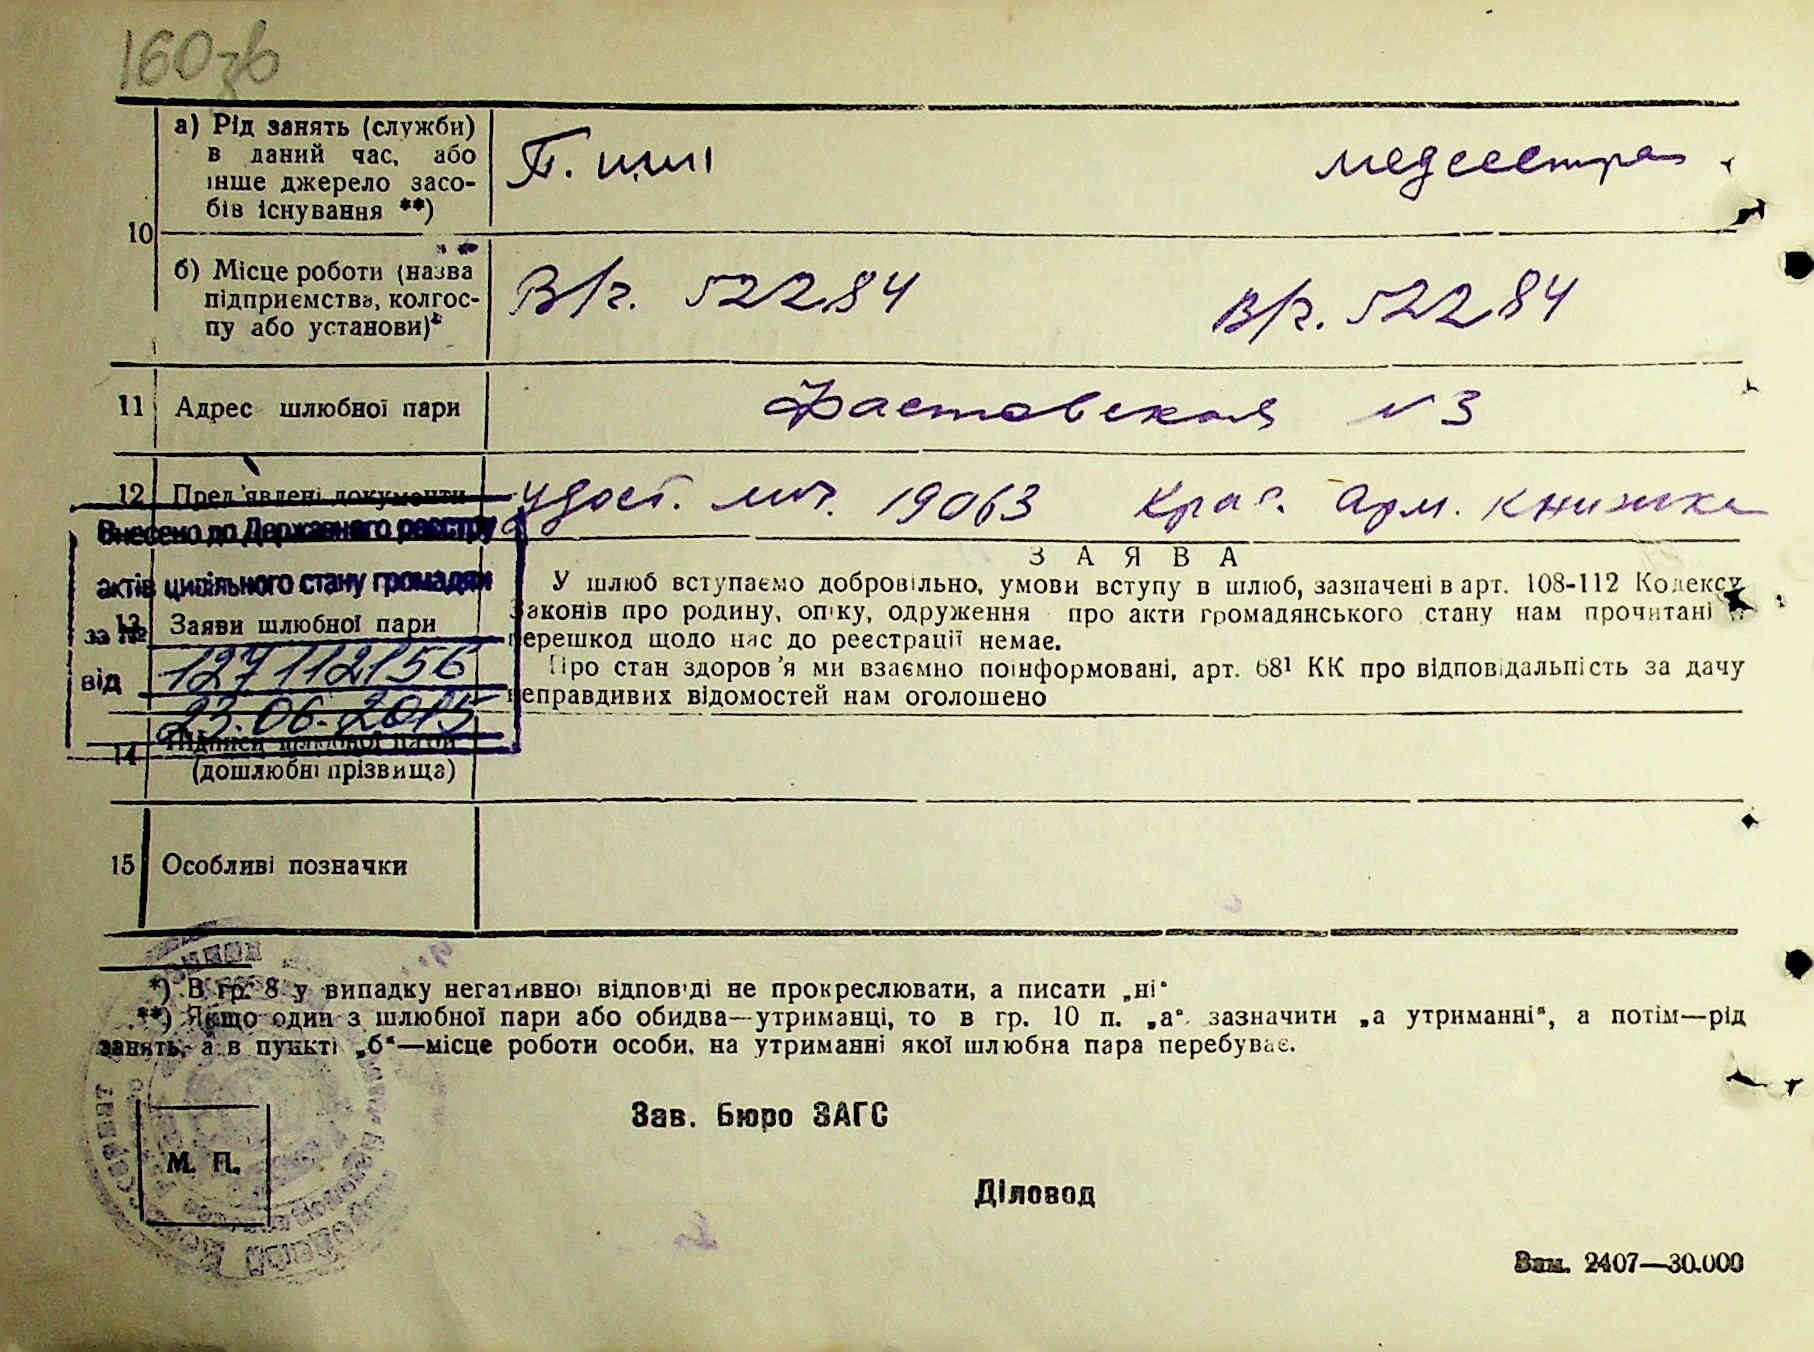 160зв
а) Рід занять (служби)
в даний час, або
інше джерело засо-
бів існування **)
медсестра
10
б) Місце роботи (назва
підприємства, колгос-
пу або установи)*
В/ч. 52284 В/ч. 52284
11 Адрес шлюбної пари Фастовская N 3
12 Пред'явлені документи удост. лич. 19063 Крас. Арм. книжка
Внесено до Державного реєстру
актів цивільного стану громадян
за №
127112156
від
23.06.2015
13 Заяви шлюбної пари
ЗАЯВА
У шлюб вступаємо добровільно, умови вступу в шлюб, зазначені в арт. 108-112 Кодексу
Законів про родину, опіку, одруження про акти громадянського стану нам прочитані
перешкод щодо нас до реєстрації немає.
Про стан здоров'я ми взаємно поінформовані, арт. 68¹ КК про відповідальність за дачу
неправдивих відомостей нам оголошено
14 Підписи шлюбної пари
(дошлюбні прізвища)
15 Особливі позначки
*) В гр. 8 у випадку негативної відповіді не прокреслювати, а писати „ні"
**) Якщо один з шлюбної пари або обидва—утриманці, то в гр. 10 п. „а" зазначити „а утриманні", а потім—рід
занять, а в пункті „б"—місце роботи особи, на утриманні якої шлюбна пара перебуває.
Зав. Бюро ЗАГС
М. П.
Діловод
Зам. 2407—30.000